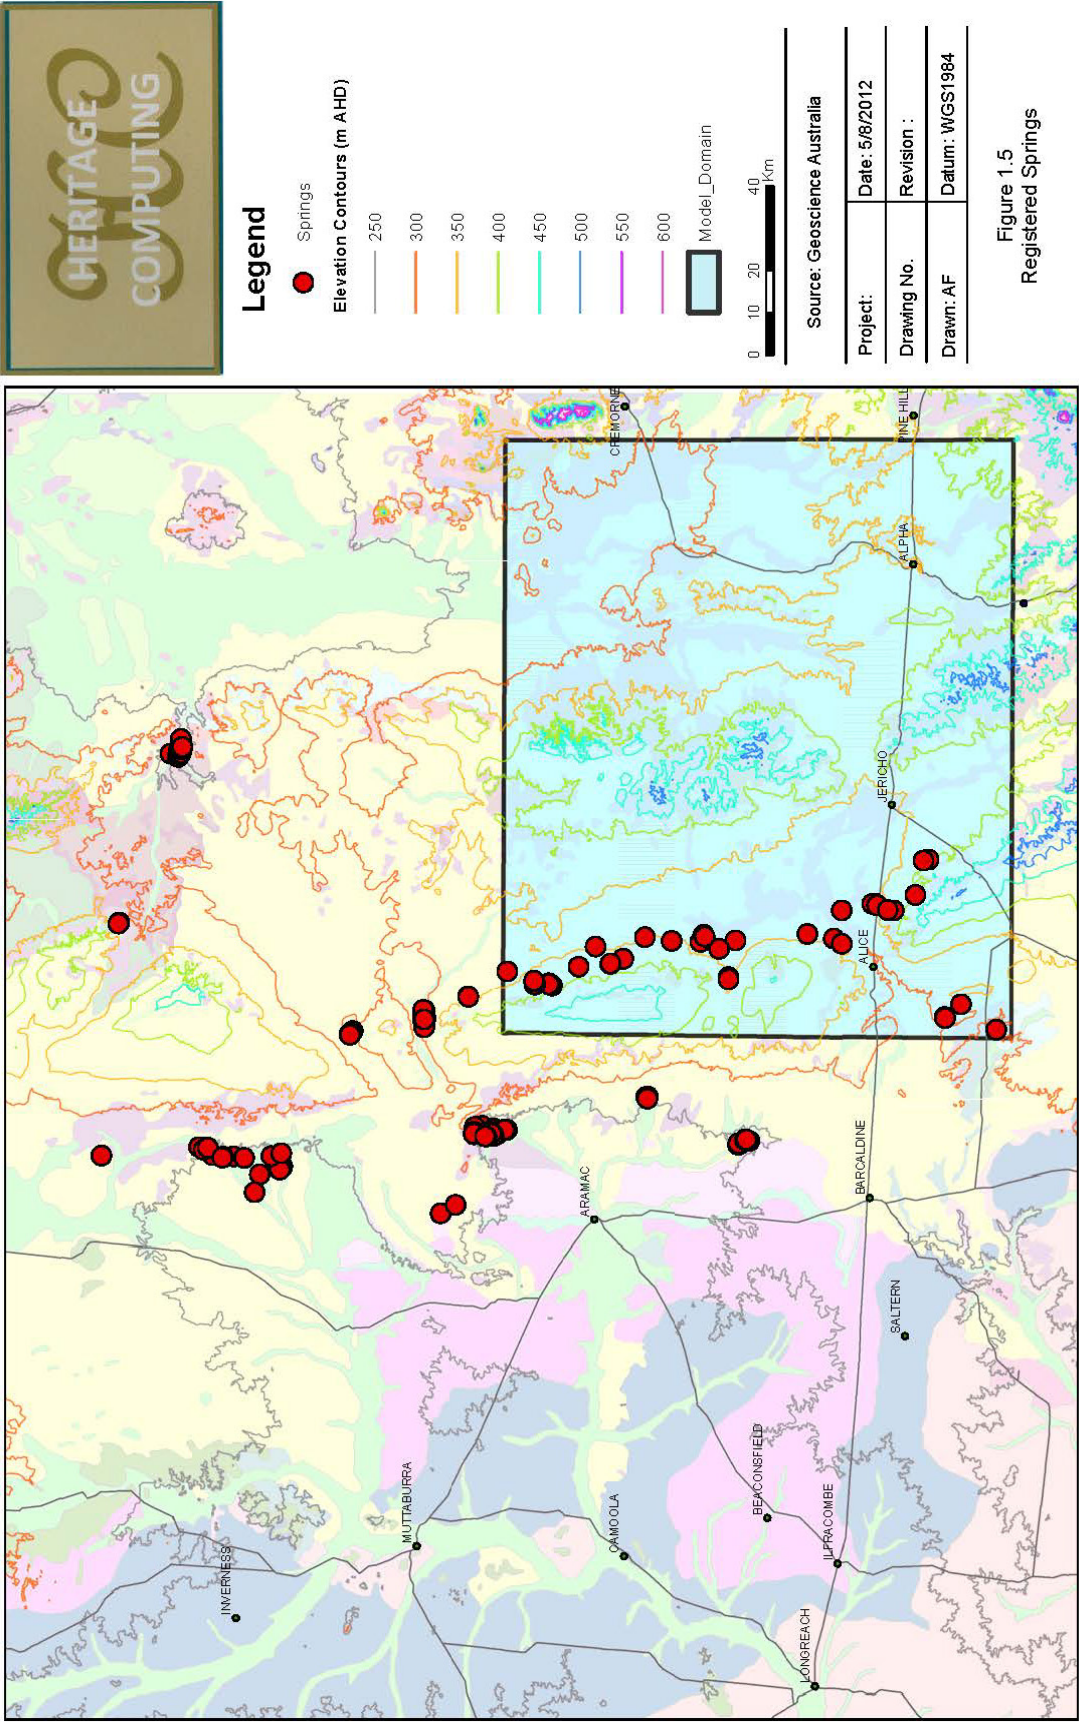 HERITAGE
COMPUTING
Legend
Springs
Elevation Contours (m AHD)
250
300
350
400
450
500
550
600
Model_Domain
0 10 20 40
Km
Source: Geoscience Australia
Project: Date: 5/8/2012
Drawing No. Revision :
Drawn: AF Datum: WGS1984
Figure 1.5
Registered Springs
CREMORNE
PINE HILL
ALPHA
JERICHO
ALICE
BARCALDINE
ARAMAC
SALTERN
BEACONSFIELD
MUTTABURRA
CAMOOLA
ILFRACOMBE
INVERNESS
LONGREACH